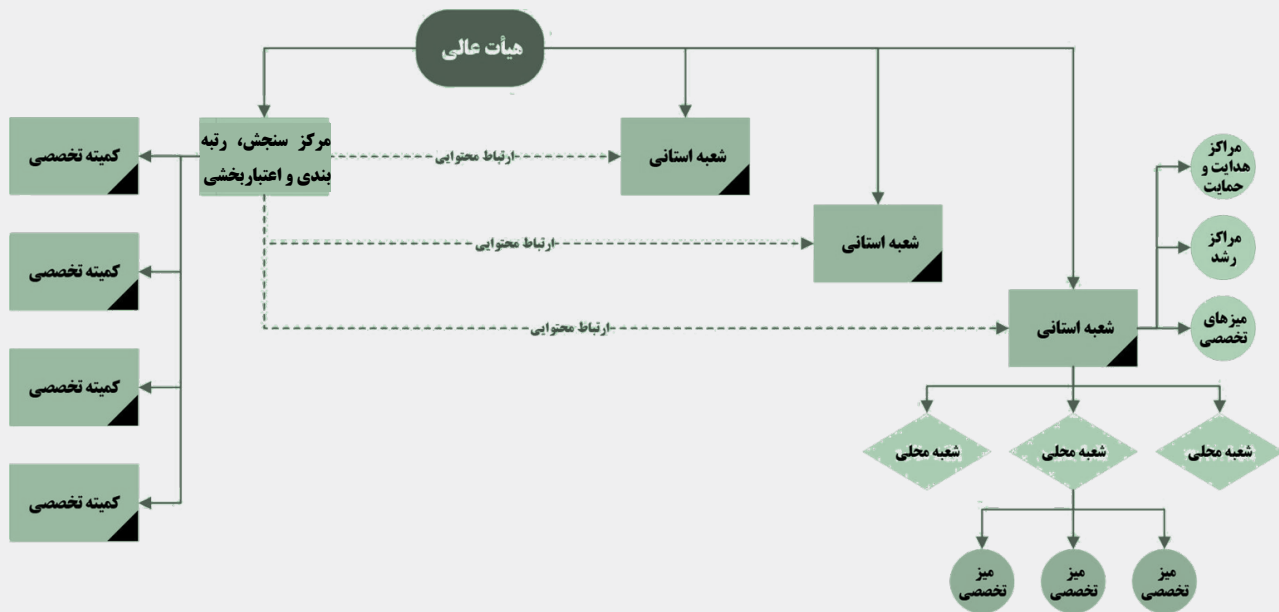 هیأت عالی
مرکز سنجش، رتبه
بندی و اعتباربخشی
ارتباط محتوایی
شعبه استانی
ارتباط محتوایی
شعبه استانی
ارتباط محتوایی
شعبه استانی
کمیته تخصصی
کمیته تخصصی
کمیته تخصصی
کمیته تخصصی
مراکز
هدایت و
حمایت
مراکز
رشد
میزهای
تخصصی
شعبه محلی
شعبه محلی
شعبه محلی
میز
تخصصی
میز
تخصصی
میز
تخصصی